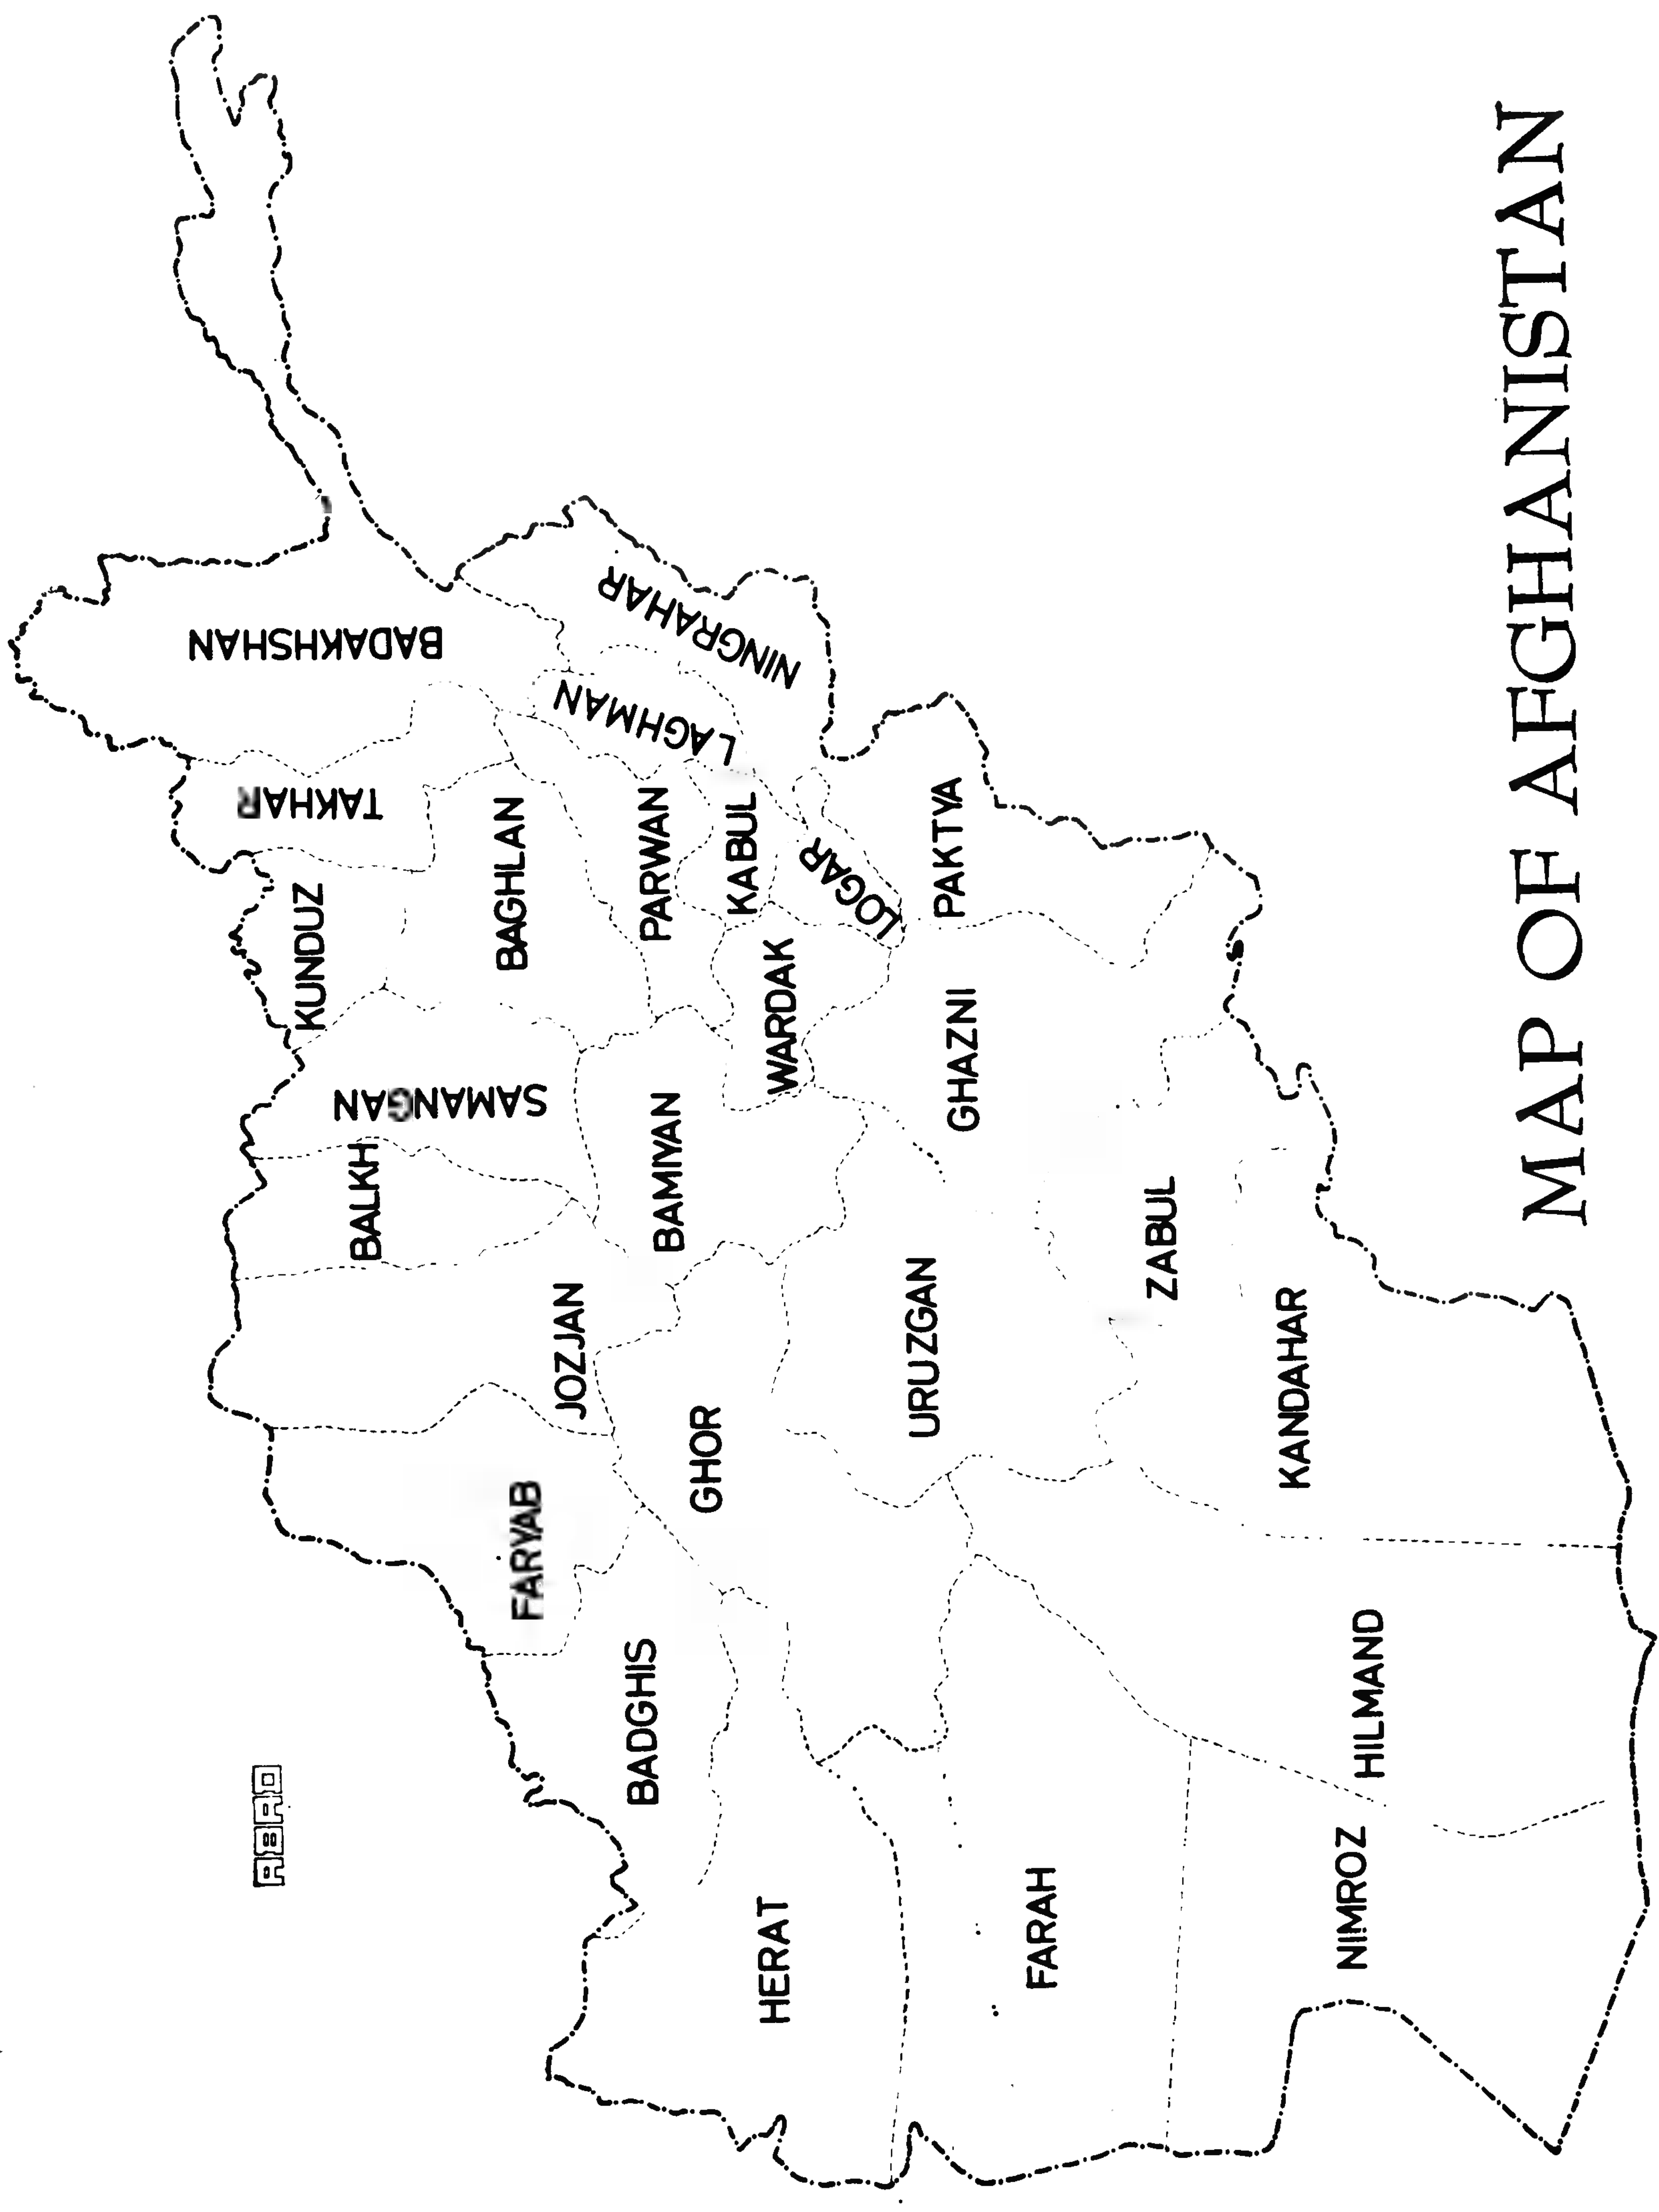 MAP OF AFGHANISTAN
BADAKHSHAN
TAKHAR
KUNDUZ
BAGHLAN
NINGRAHAR
LAGHMAN
PARWAN
KABUL
LOGAR
PAKTYA
WARDAK
GHAZNI
SAMANGAN
BALKH
BAMIYAN
JOZJAN
GHOR
URUZGAN
ZABUL
KANDAHAR
FARYAB
BADGHIS
HERAT
FARAH
HILMAND
NIMROZ
ABRD